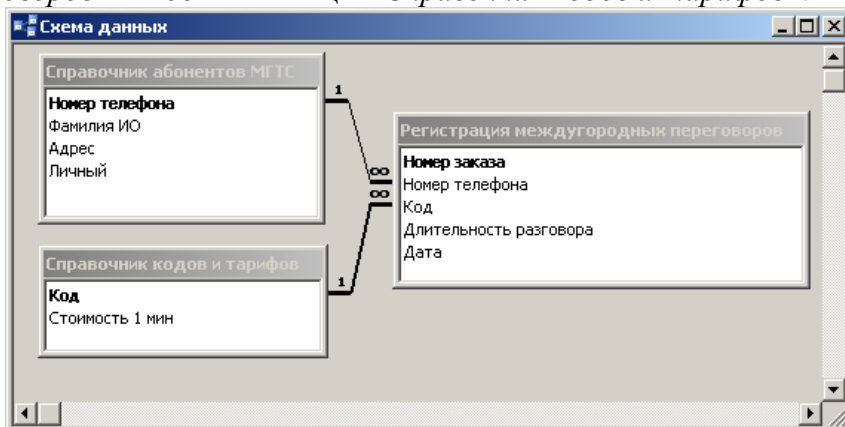 Схема данных
Справочник абонентов МГТС
Номер телефона
Фамилия ИО
Адрес
Личный
1
∞
Регистрация междугородных переговоров
Номер заказа
Номер телефона
Код
Длительность разговора
Дата
∞
Справочник кодов и тарифов
Код
Стоимость 1 мин
1